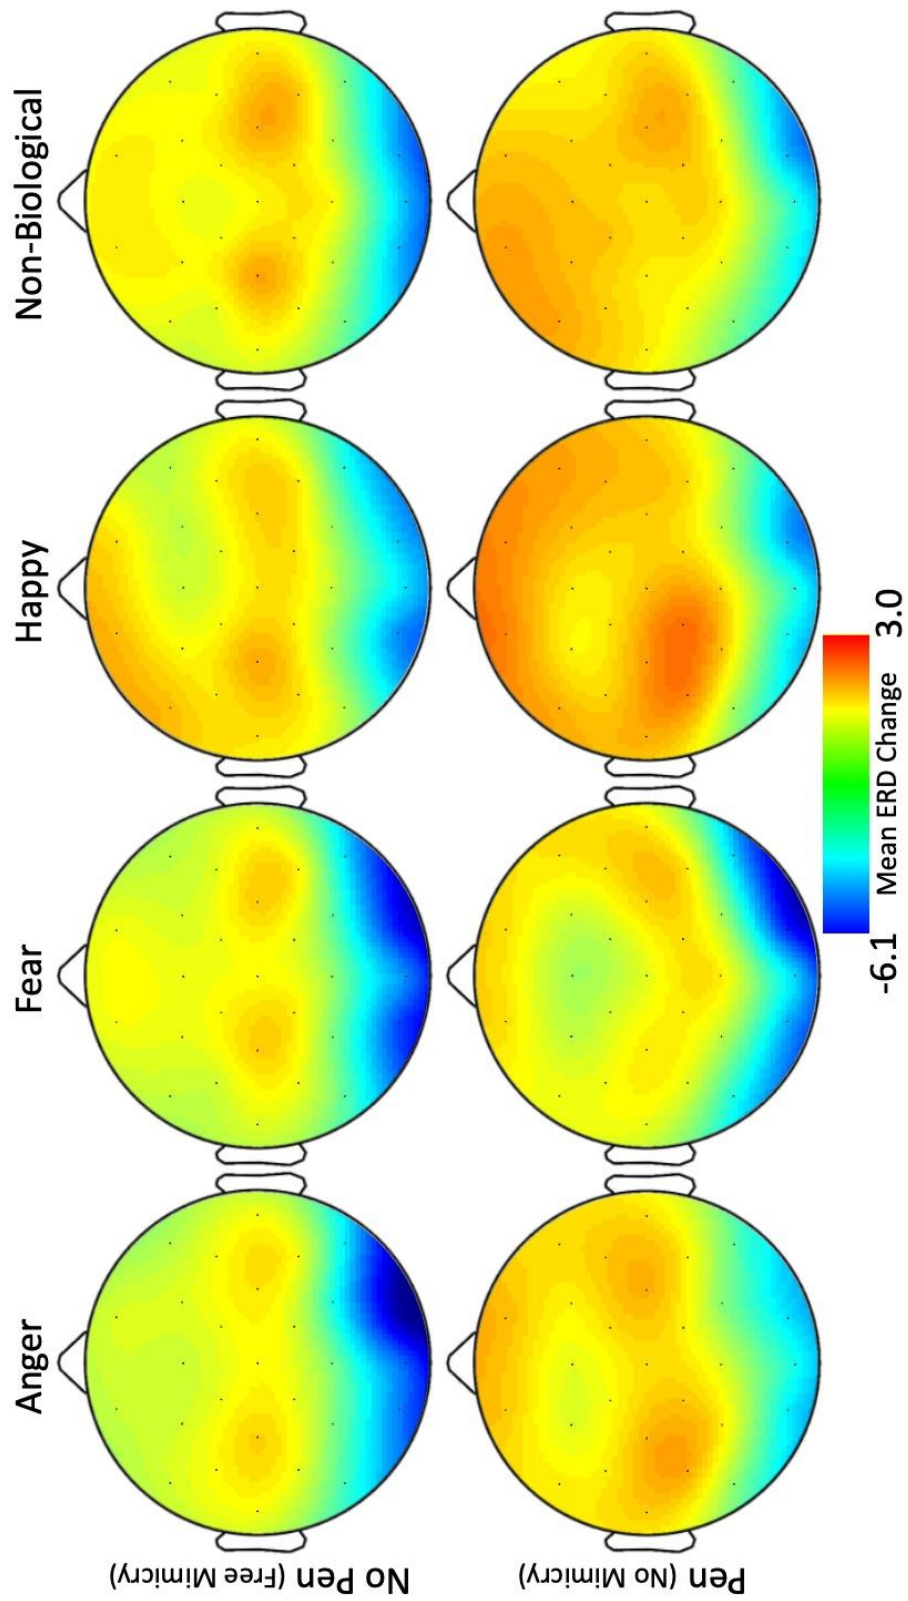 Anger Fear Happy Non-Biological
No Pen (Free Mimicry)
Pen (No Mimicry)
-6.1 Mean ERD Change 3.0